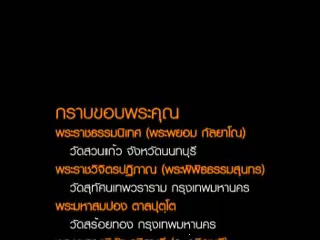 กราบขอบพระคุณ
พระราชธรรมนิเทศ (พระพยอม กัลยาโณ)
วัดสวนแก้ว จังหวัดนนทบุรี
พระราชวิจิตรปฏิภาณ (พระพิพิธธรรมสุนทร)
วัดสุทัศนเทพวราราม กรุงเทพมหานคร
พระมหาสมปอง ตาลปุตฺโต
วัดสร้อยทอง กรุงเทพมหานคร